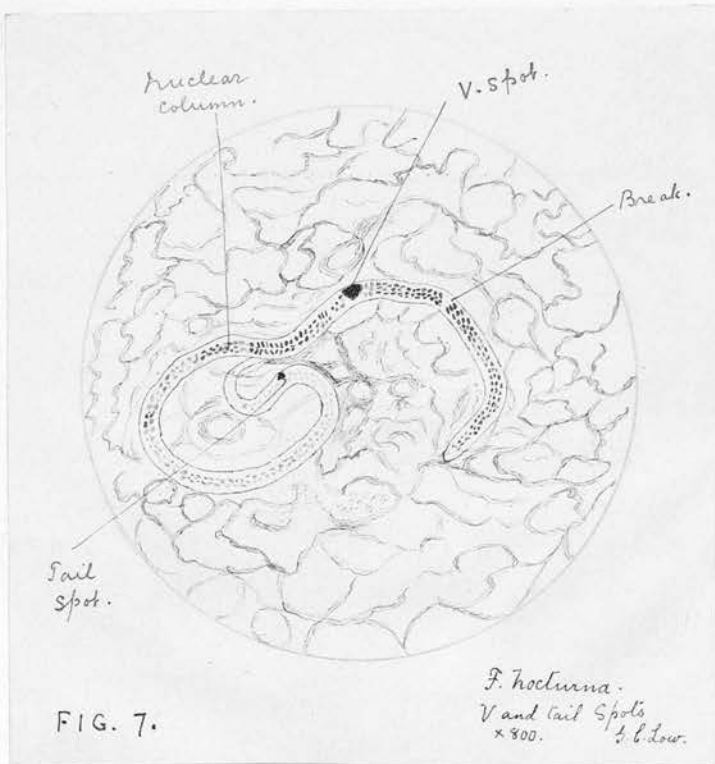 Nuclear
column.
V. Spot.
Break.
Tail
Spot.
FIG. 7.
F. nocturna.
V and tail Spots
× 800.
G. C. Low.